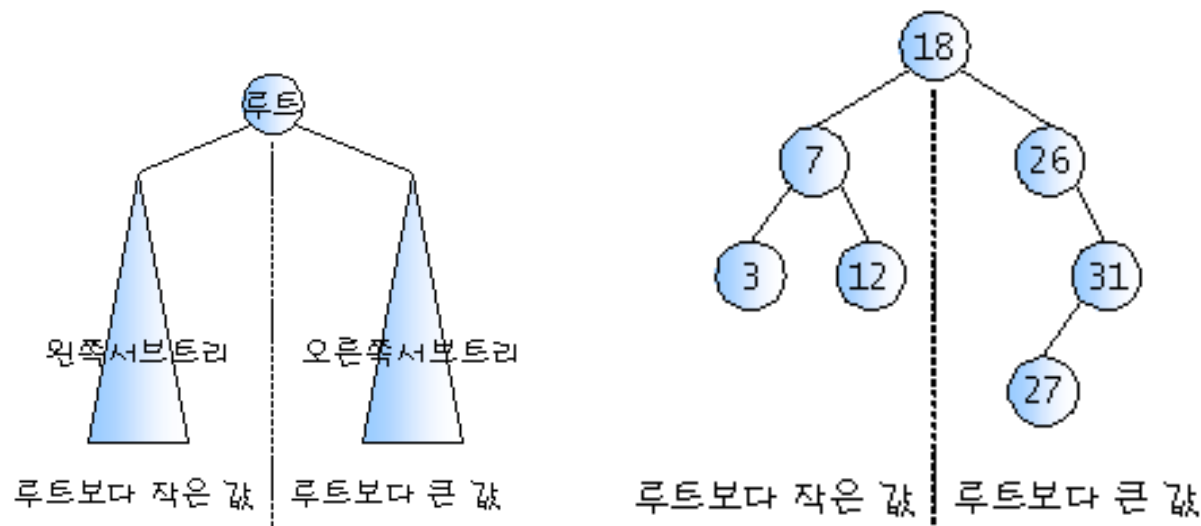 루트
왼쪽서브트리
오른쪽서브트리
루트보다 작은 값
루트보다 큰 값
18
7
26
3
12
31
27
루트보다 작은 값
루트보다 큰 값